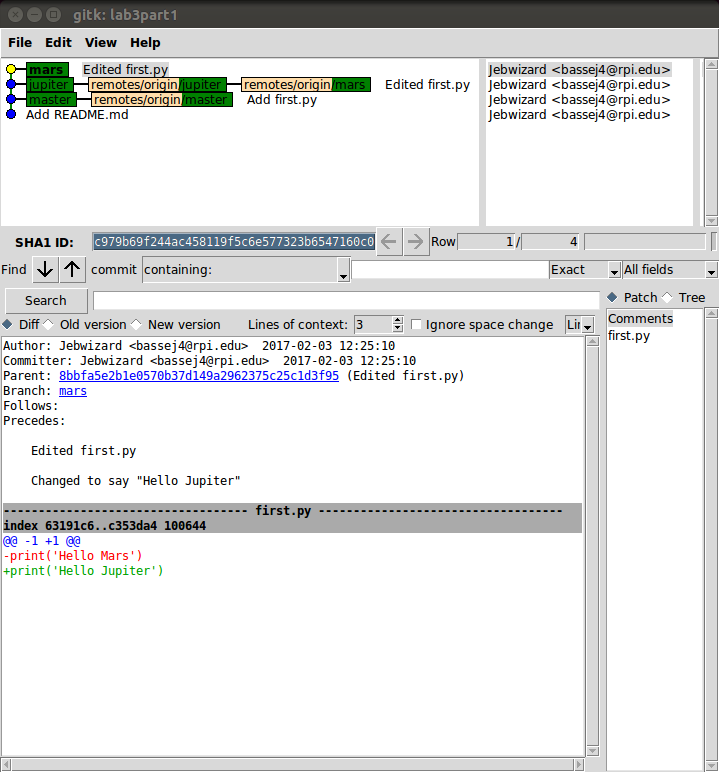 gitk: lab3part1
File Edit View Help
mars Edited first.py
jupiter remotes/origin/jupiter remotes/origin/mars Edited first.py
master remotes/origin/master Add first.py
Add README.md
Jebwizard <bassej4@rpi.edu>
Jebwizard <bassej4@rpi.edu>
Jebwizard <bassej4@rpi.edu>
Jebwizard <bassej4@rpi.edu>
SHA1 ID: c979b69f244ac458119f5c6e577323b6547160c0 Row 1 / 4
Find commit containing: Exact All fields
Search
Patch Tree
Diff Old version New version Lines of context: 3 Ignore space change Lin
Comments
first.py
Author: Jebwizard <bassej4@rpi.edu> 2017-02-03 12:25:10
Committer: Jebwizard <bassej4@rpi.edu> 2017-02-03 12:25:10
Parent: 8bbfa5e2b1e0570b37d149a2962375c25c1d3f95 (Edited first.py)
Branch: mars
Follows:
Precedes:
Edited first.py
Changed to say "Hello Jupiter"
---------------------------------- first.py ----------------------------------
index 63191c6..c353da4 100644
@@ -1 +1 @@
-print('Hello Mars')
+print('Hello Jupiter')